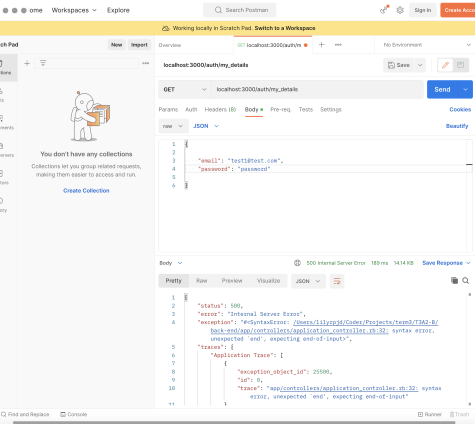 ome Workspaces Explore Search Postman Sign In Create Acco
Working locally in Scratch Pad. Switch to a Workspace
ch Pad New Import Overview GET localhost:3000/auth/m + ••• No Environment
localhost:3000/auth/my_details Save
GET localhost:3000/auth/my_details Send
Params Auth Headers (8) Body Pre-req. Tests Settings Cookies
raw JSON Beautify
1 {
2
3 "email": "test1@test.com",
4 "password": "password"
5
6 }
You don't have any collections
Collections let you group related requests,
making them easier to access and run.
Create Collection
Body 500 Internal Server Error 189 ms 14.14 KB Save Response
Pretty Raw Preview Visualize JSON
1 {
2 "status": 500,
3 "error": "Internal Server Error",
4 "exception": "#<SyntaxError: /Users/lilyrpjd/Coder/Projects/term3/T3A2-B/
back-end/app/controllers/application_controller.rb:32: syntax error,
unexpected `end', expecting end-of-input>",
5 "traces": {
6 "Application Trace": [
7 {
8 "exception_object_id": 25500,
9 "id": 0,
10 "trace": "app/controllers/application_controller.rb:32: syntax
error, unexpected `end', expecting end-of-input"
11 }
Find and Replace Console Runner Trash